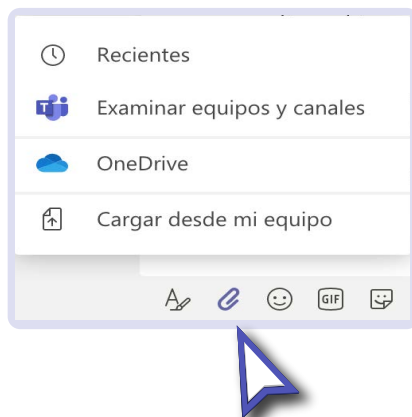 Recientes
Examinar equipos y canales
OneDrive
Cargar desde mi equipo
GIF